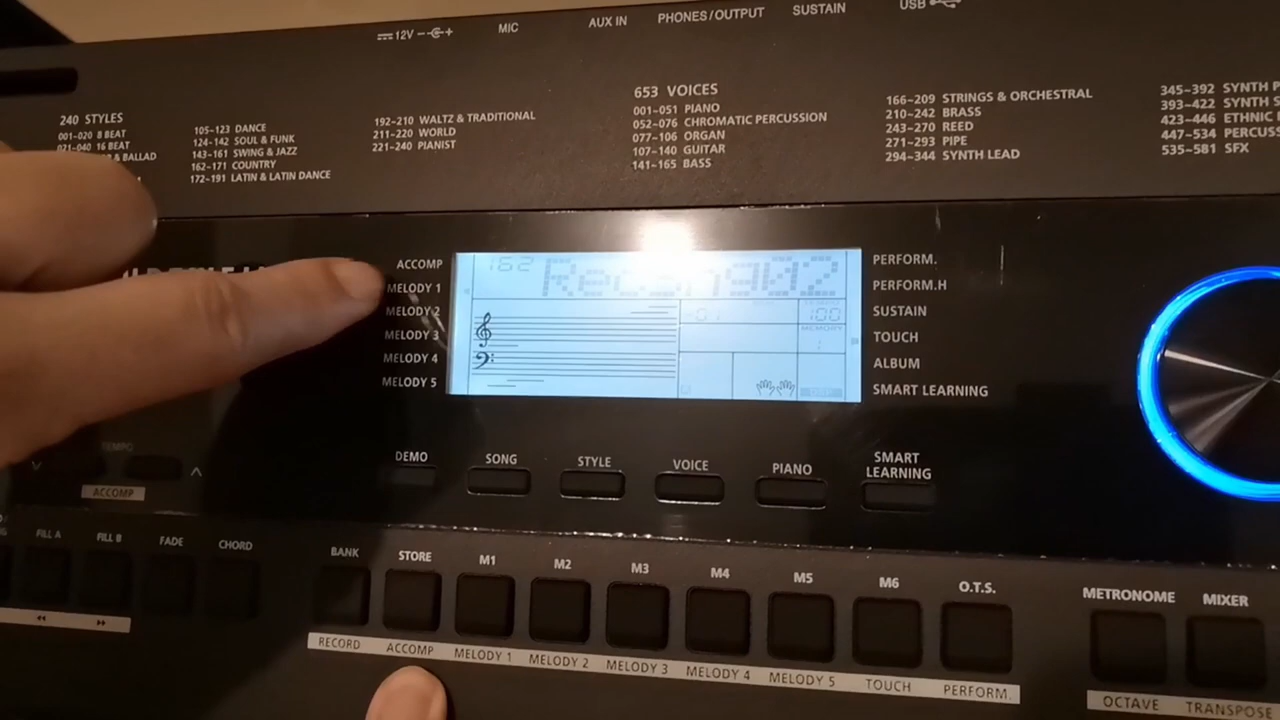 12V
MIC
AUX IN
PHONES/OUTPUT
SUSTAIN
USB
240 STYLES
001-020 8 BEAT
021-040 16 BEAT
& BALLAD
105-123 DANCE
124-142 SOUL & FUNK
143-161 SWING & JAZZ
162-171 COUNTRY
172-191 LATIN & LATIN DANCE
192-210 WALTZ & TRADITIONAL
211-220 WORLD
221-240 PIANIST
653 VOICES
001-051 PIANO
052-076 CHROMATIC PERCUSSION
077-106 ORGAN
107-140 GUITAR
141-165 BASS
166-209 STRINGS & ORCHESTRAL
210-242 BRASS
243-270 REED
271-293 PIPE
294-344 SYNTH LEAD
345-392 SYNTH P
393-422 SYNTH S
423-446 ETHNIC
447-534 PERCUSS
535-581 SFX
ACCOMP
MELODY 1
MELODY 2
MELODY 3
MELODY 4
MELODY 5
162
100
MEMORY
PERFORM.
PERFORM.H
SUSTAIN
TOUCH
ALBUM
SMART LEARNING
TEMPO
ACCOMP
DEMO
SONG
STYLE
VOICE
PIANO
SMART
LEARNING
FILL A
FILL B
FADE
CHORD
BANK
STORE
M1
M2
M3
M4
M5
M6
O.T.S.
METRONOME
MIXER
RECORD
ACCOMP
MELODY 1
MELODY 2
MELODY 3
MELODY 4
MELODY 5
TOUCH
PERFORM.
OCTAVE
TRANSPOSE